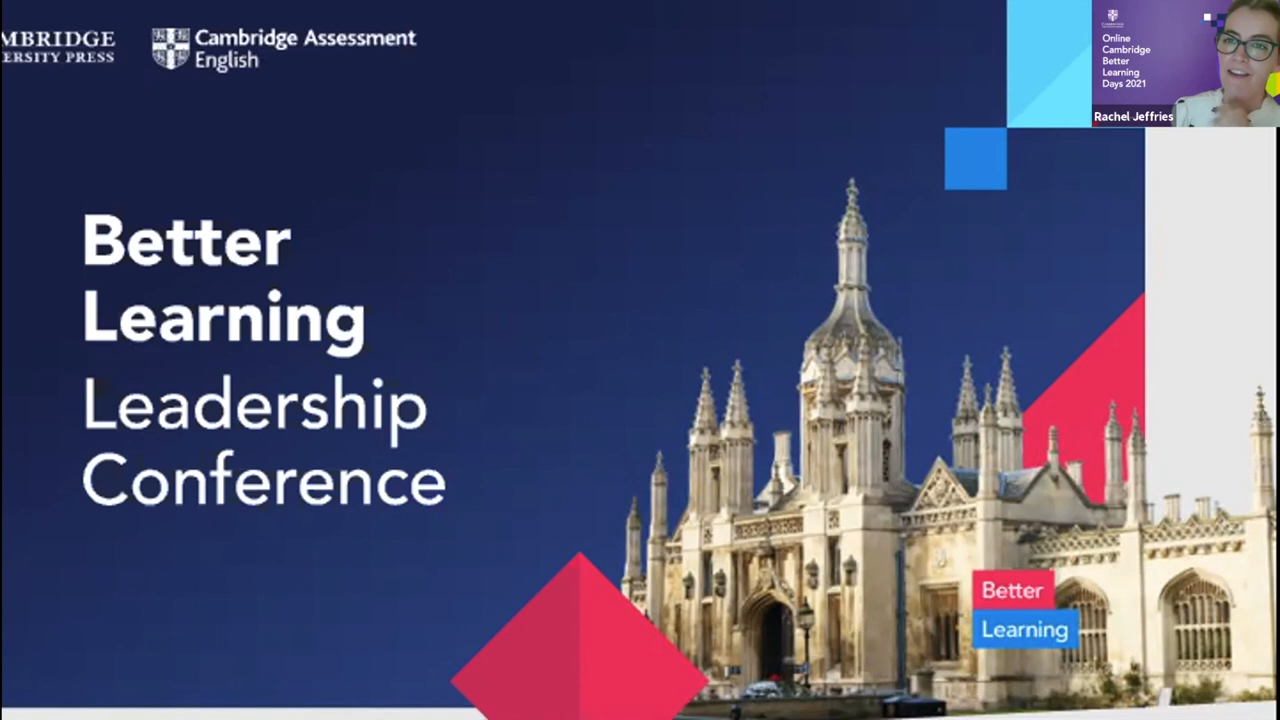 MBRIDGE
ERSITY PRESS
Cambridge Assessment
English
Online
Cambridge
Better
Learning
Days 2021
Rachel Jeffries
Better
Learning
Leadership
Conference
Better
Learning